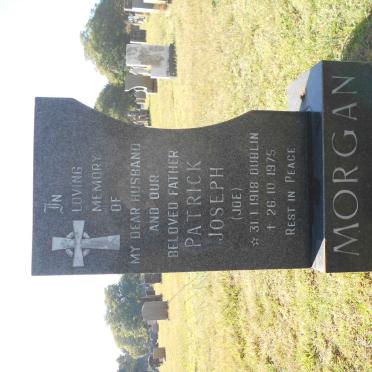 In
LOVING
MEMORY
OF
MY DEAR HUSBAND
AND OUR
BELOVED FATHER
PATRICK
JOSEPH
(JOE)
☆ 31.1.1918 DUBLIN
✝ 26.10.1975
REST IN PEACE
MORGAN